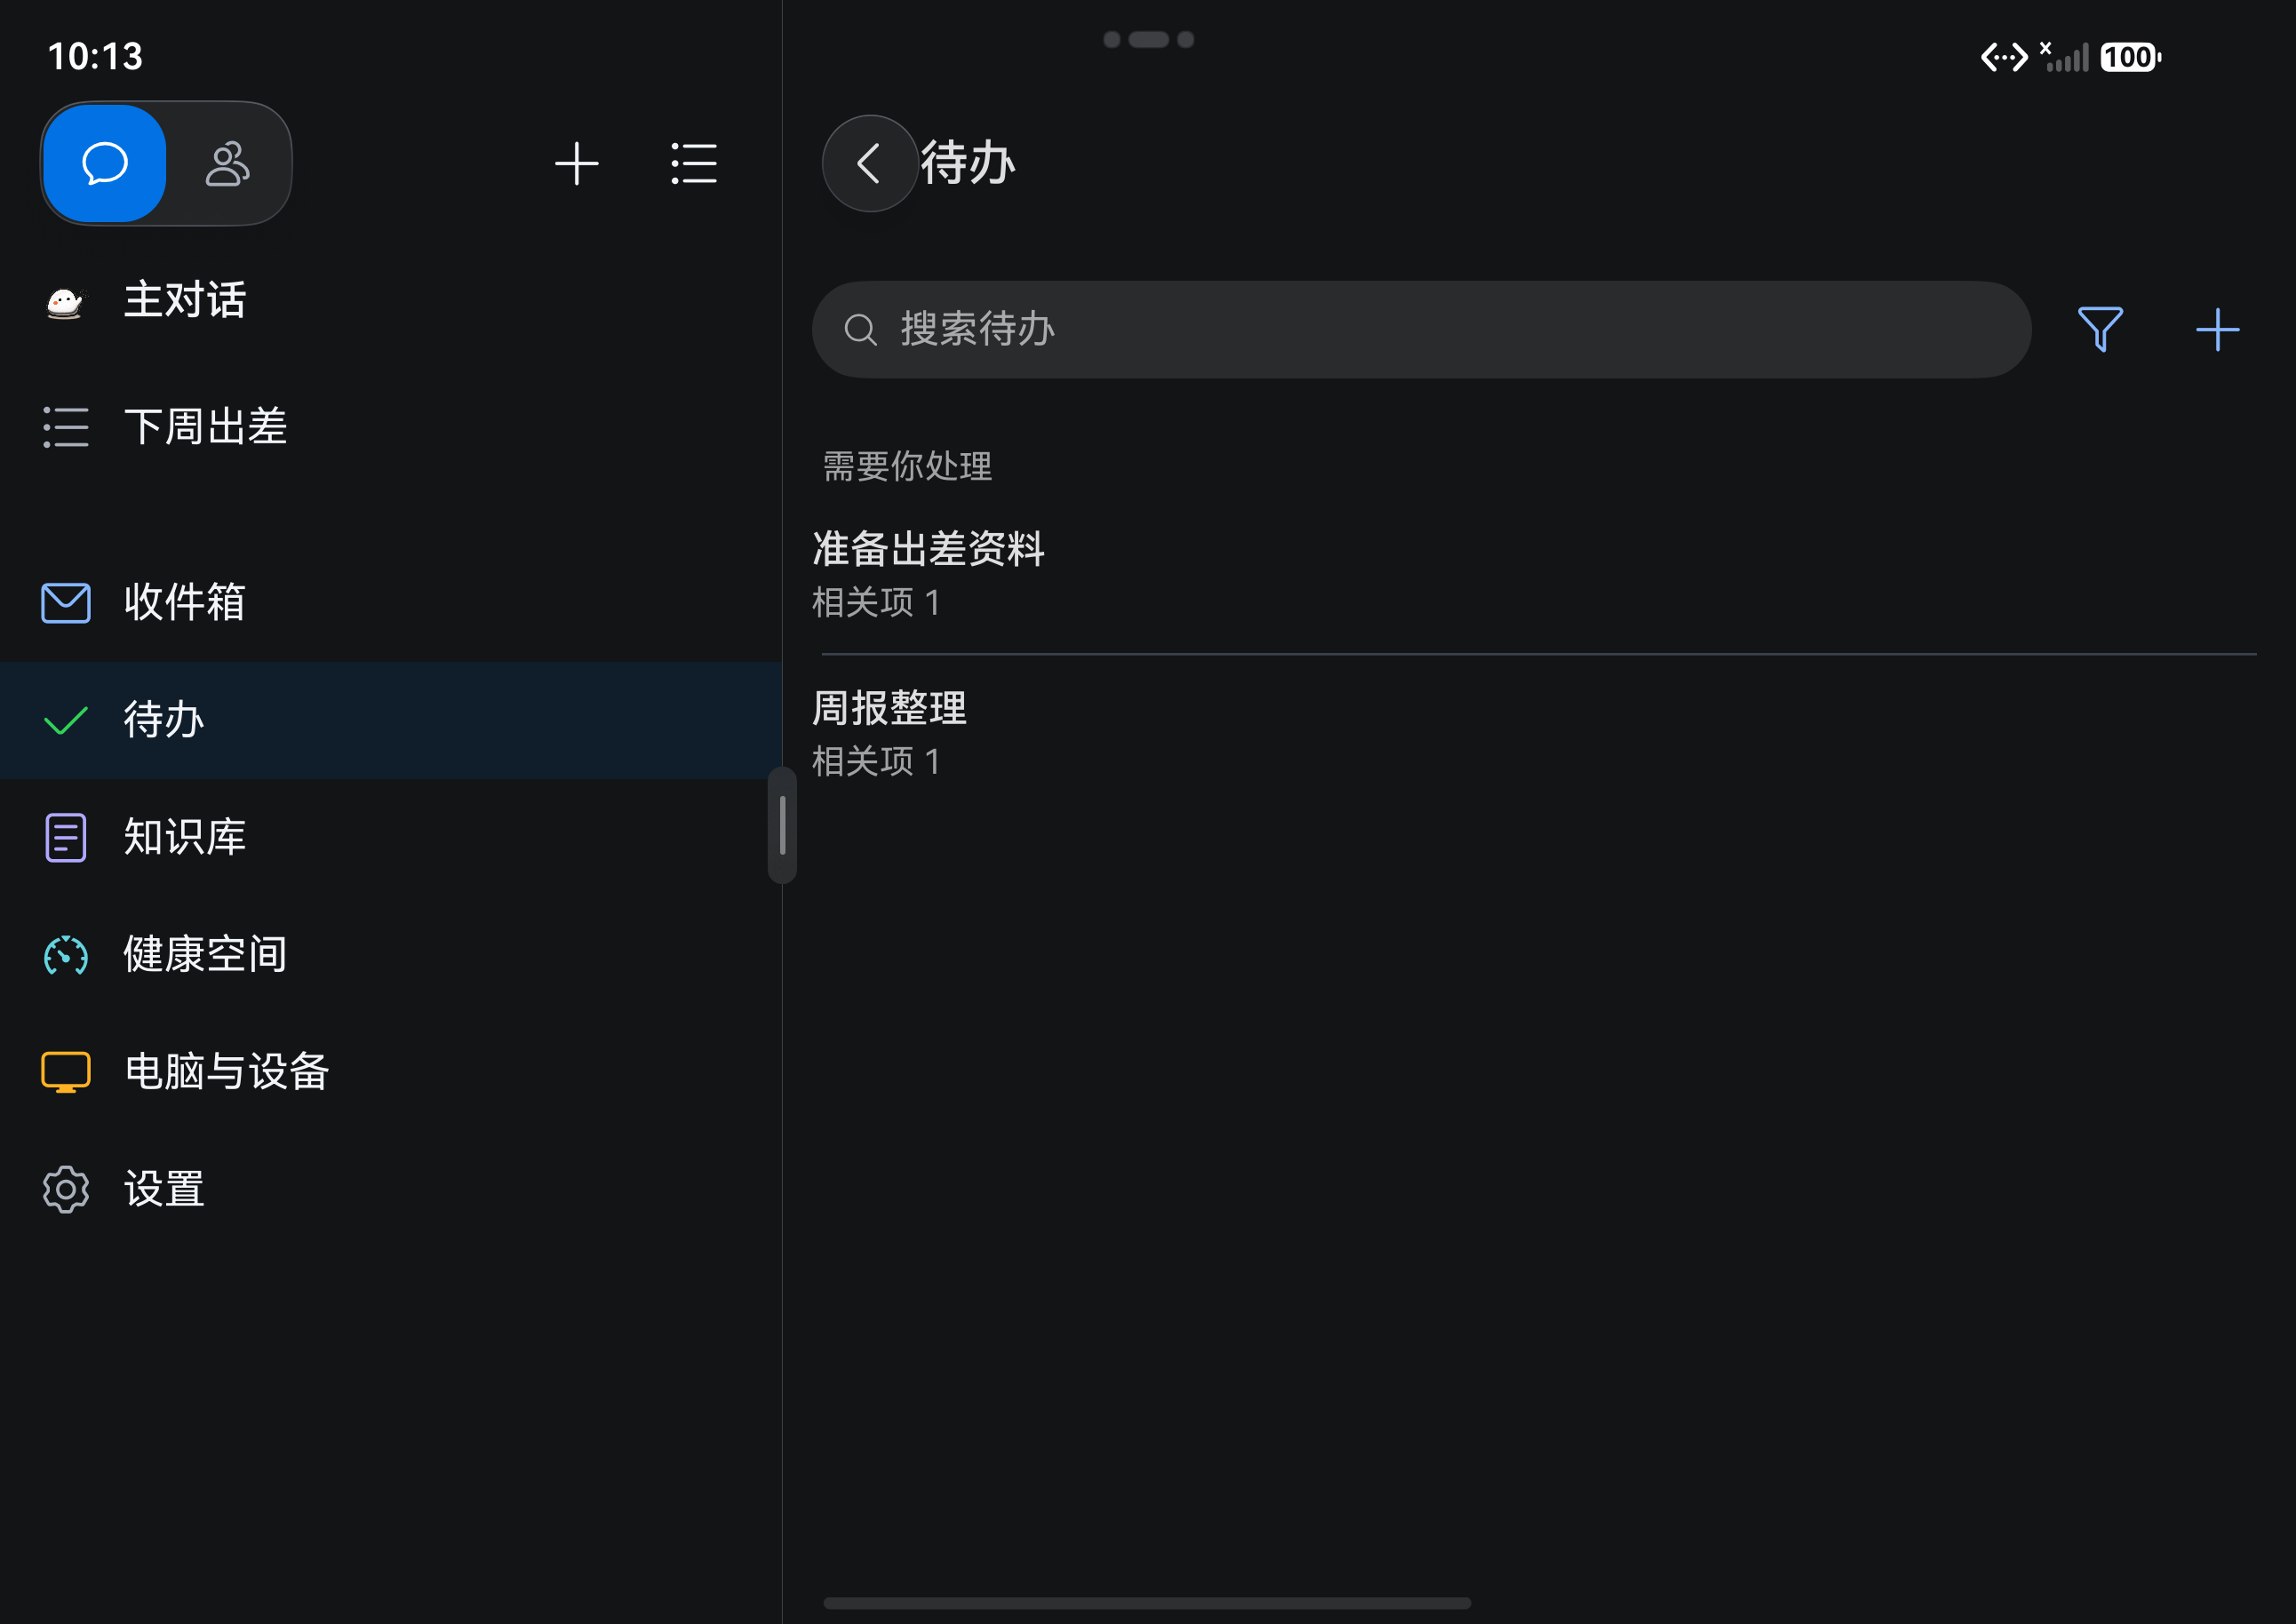 10:13
100
主对话
下周出差
收件箱
待办
知识库
健康空间
电脑与设备
设置
待办
搜索待办
需要你处理
准备出差资料
相关项 1
周报整理
相关项 1